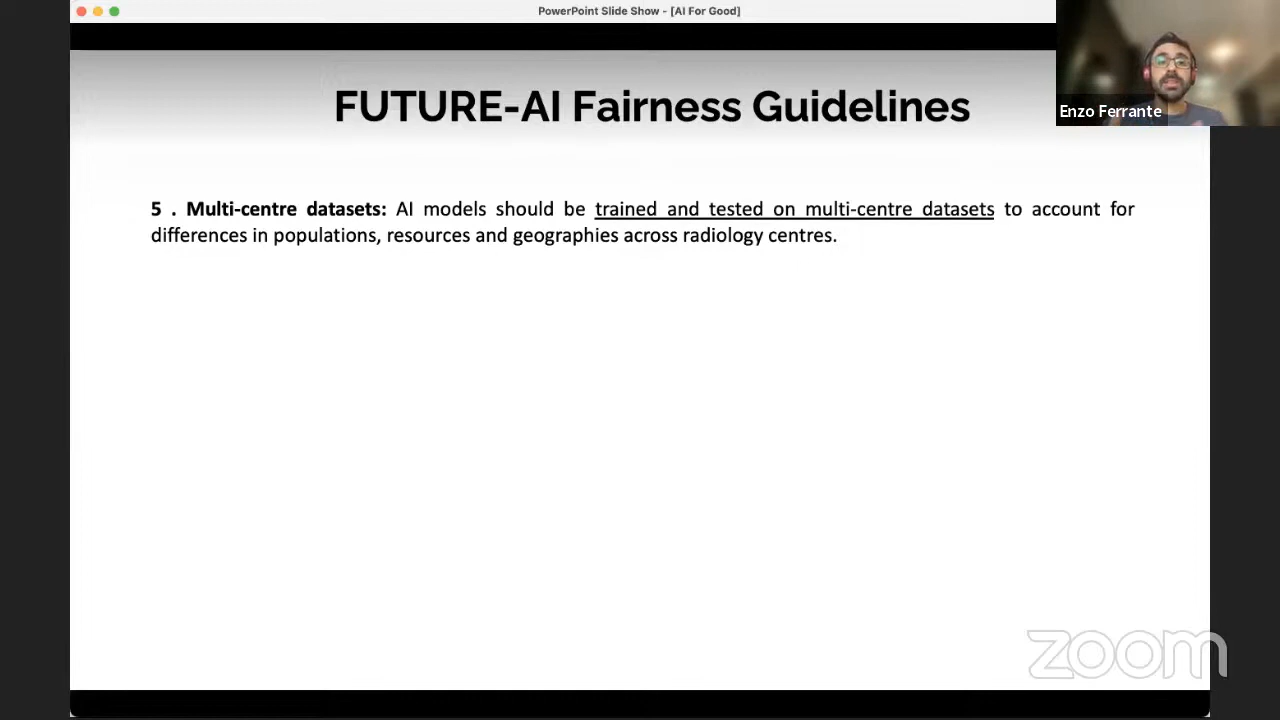 PowerPoint Slide Show - [AI For Good]
FUTURE-AI Fairness Guidelines
Enzo Ferrante
5 . Multi-centre datasets: AI models should be trained and tested on multi-centre datasets to account for
differences in populations, resources and geographies across radiology centres.
zoom